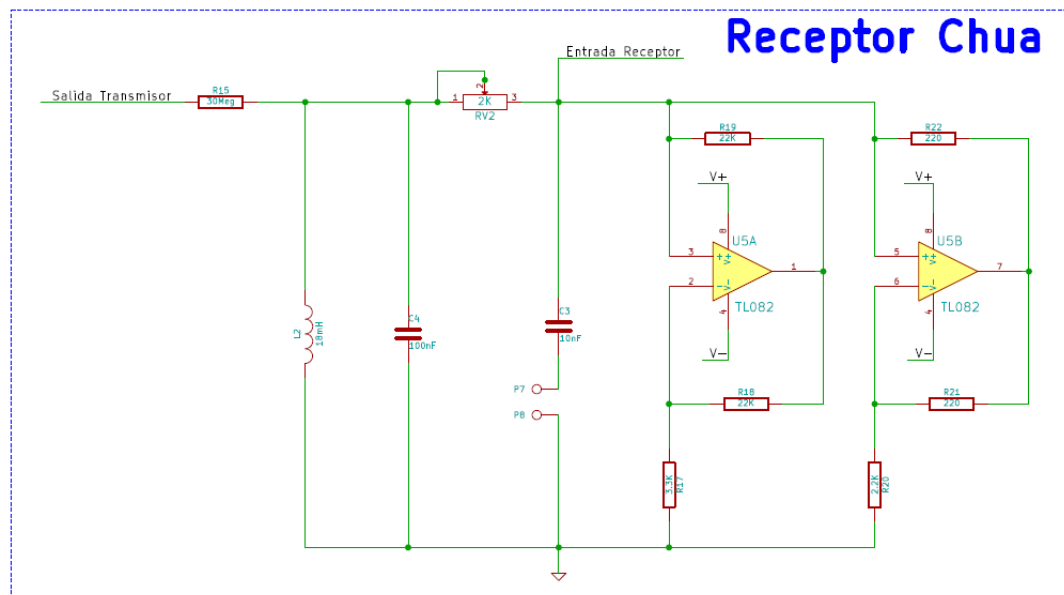 Receptor Chua
Entrada Receptor
Salida Transmisor
R15
30Meg
1
2
2K
3
RV2
R19
22K
R22
220
V+
V+
8
U5A
8
U5B
3
2
1
5
6
7
4
TL082
4
TL082
V-
V-
L2
18mH
C4
100nF
C3
10nF
P7
P8
R18
22K
R21
220
3.3K
R17
2.2K
R20